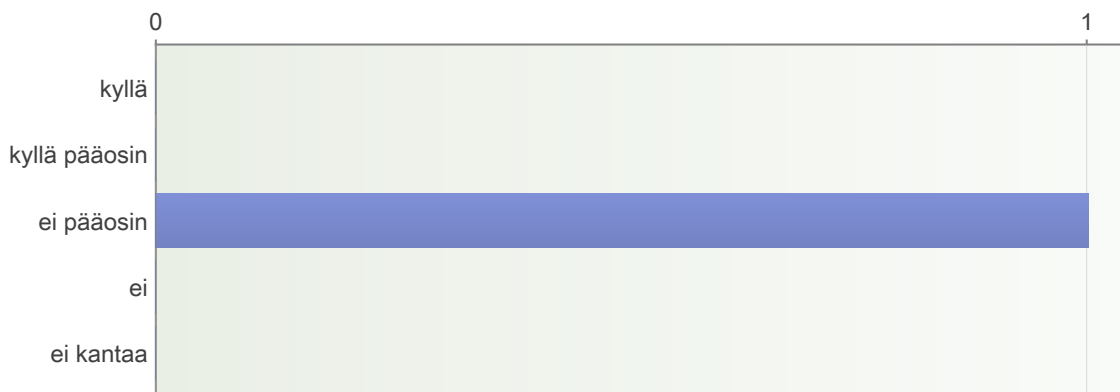 0 1
kyllä
kyllä pääosin
ei pääosin
ei
ei kantaa